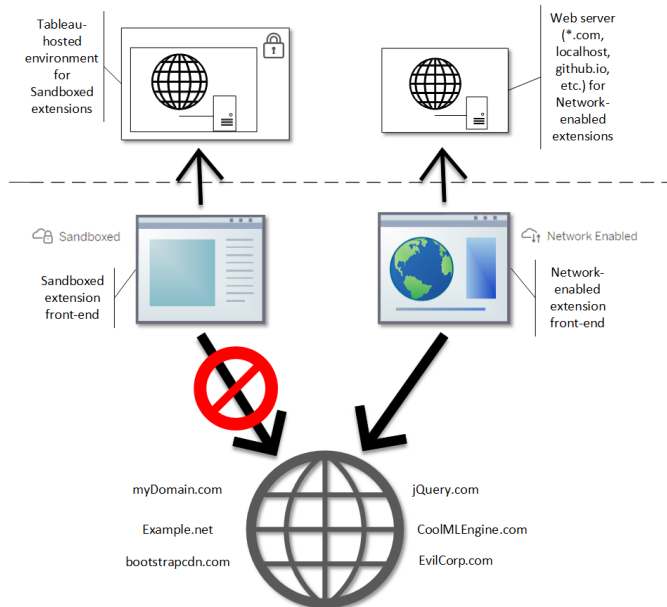 Tableau-
hosted
environment
for
Sandboxed
extensions
Web server
(*.com,
localhost,
github.io,
etc.) for
Network-
enabled
extensions
Sandboxed
Network Enabled
Sandboxed
extension
front-end
Network-
enabled
extension
front-end
myDomain.com
jQuery.com
Example.net
CoolMLEngine.com
bootstrapcdn.com
EvilCorp.com